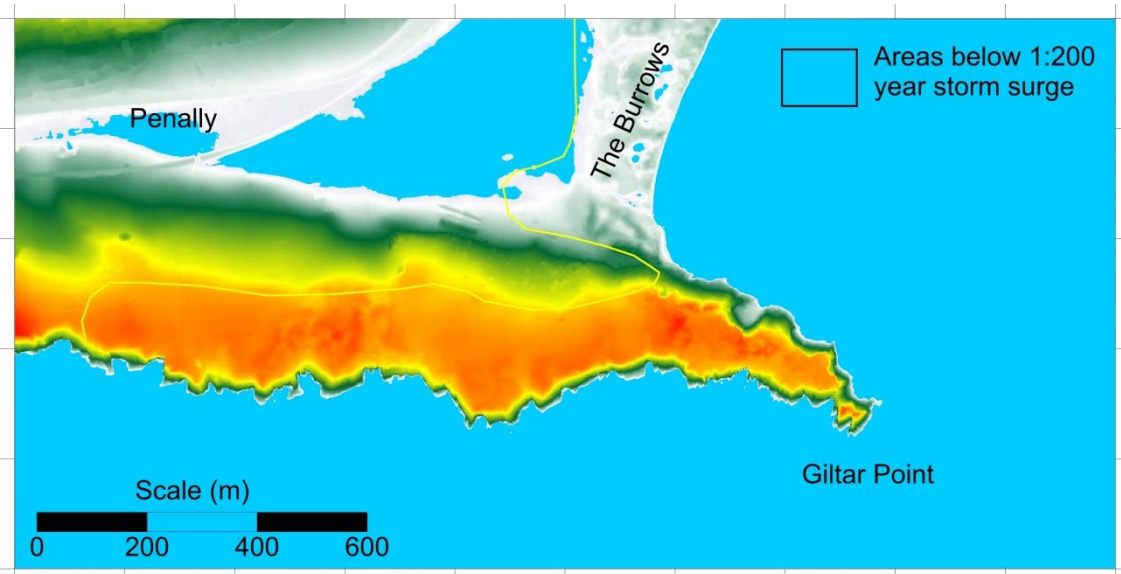 Areas below 1:200
year storm surge
The Burrows
Penally
Giltar Point
Scale (m)
0 200 400 600